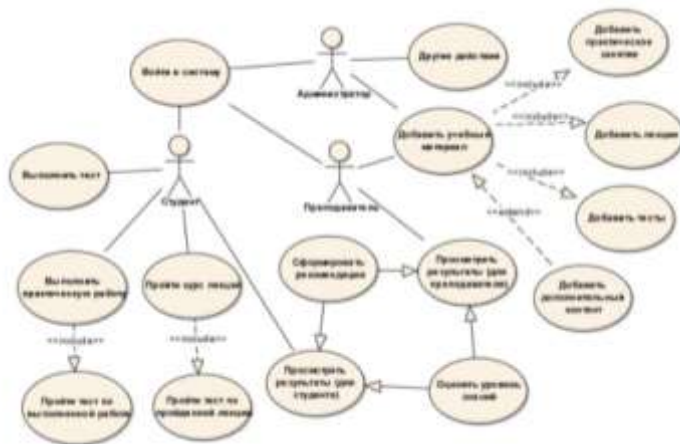 Добавить
практическое
занятие
Войти в систему
Другие действия
Администратор
<<include>>
<<include>>
Добавить учебный
материал
Добавить лекции
<<include>>
Выполнить тест
Студент
Преподаватель
<<extend>>
Добавить тесты
Выполнить
практическую работу
Пройти курс лекций
Сформировать
рекомендации
Просмотреть
результаты (для
преподавателя)
Добавить
дополнительный
контент
<<include>>
<<include>>
Пройти тест по
выполненной работе
Пройти тест по
пройденной лекции
Просмотреть
результаты (для
студента)
Оценить уровень
знаний